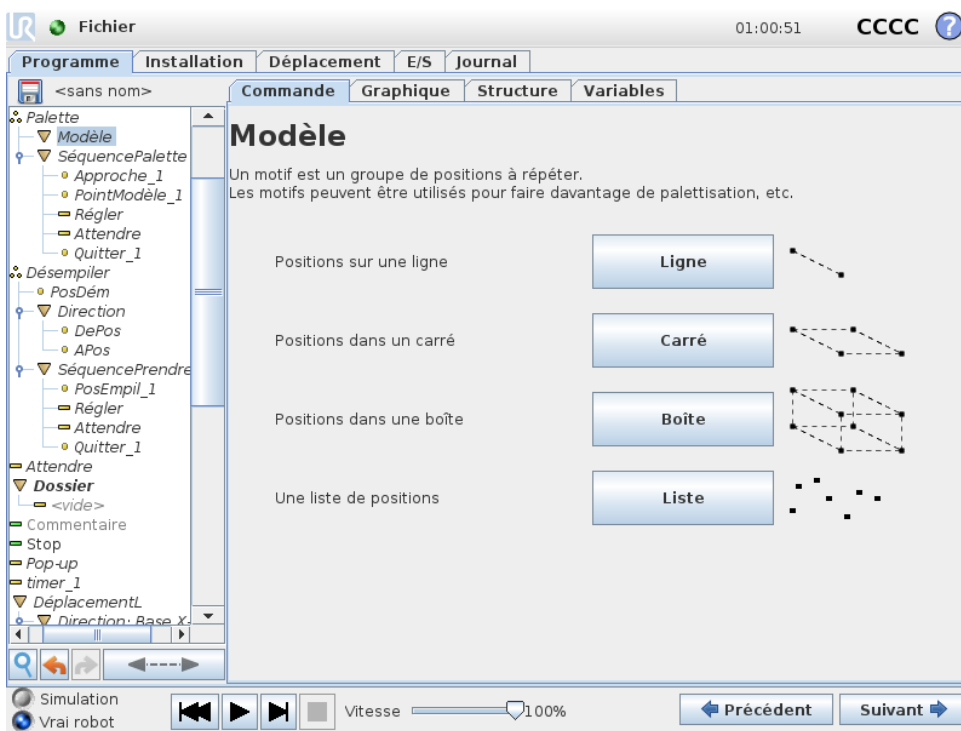 UR Fichier 01:00:51 CCCC ?
Programme Installation Déplacement E/S Journal
<sans nom>
Commande Graphique Structure Variables
Palette
Modèle
SéquencePalette
Approche_1
PointModèle_1
Régler
Attendre
Quitter_1
Désempiler
PosDém
Direction
DePos
APos
SéquencePrendre
PosEmpil_1
Régler
Attendre
Quitter_1
Attendre
Dossier
<vide>
Commentaire
Stop
Pop-up
timer_1
DéplacementL
Direction: Base X-
Modèle
Un motif est un groupe de positions à répéter.
Les motifs peuvent être utilisés pour faire davantage de palettisation, etc.
Positions sur une ligne Ligne
Positions dans un carré Carré
Positions dans une boîte Boîte
Une liste de positions Liste
Simulation
Vrai robot
Vitesse 100%
Précédent Suivant